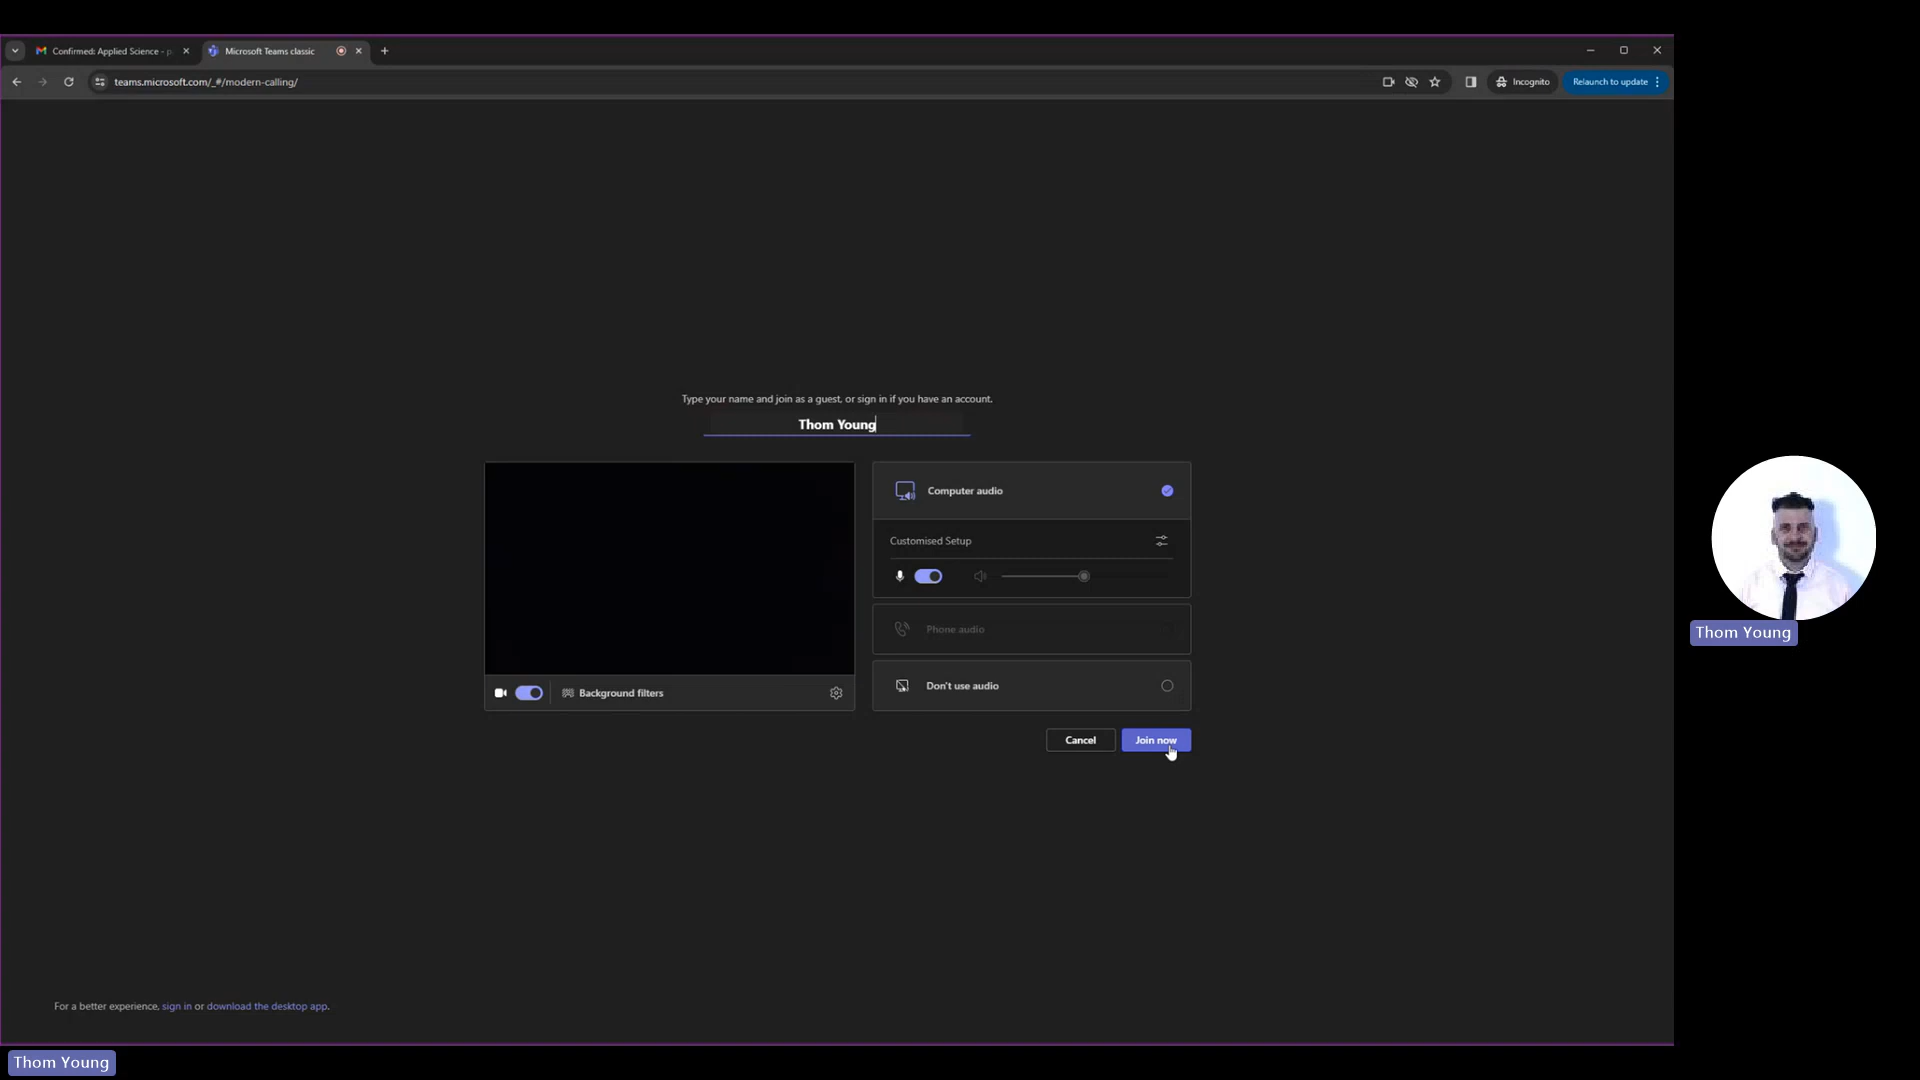 Confirmed: Applied Science - p
Microsoft Teams classic
teams.microsoft.com/_#/modern-calling/
Incognito
Relaunch to update
Type your name and join as a guest, or sign in if you have an account.
Thom Young
Computer audio
Customised Setup
Phone audio
Background filters
Don't use audio
Cancel
Join now
Thom Young
For a better experience, sign in or download the desktop app.
Thom Young